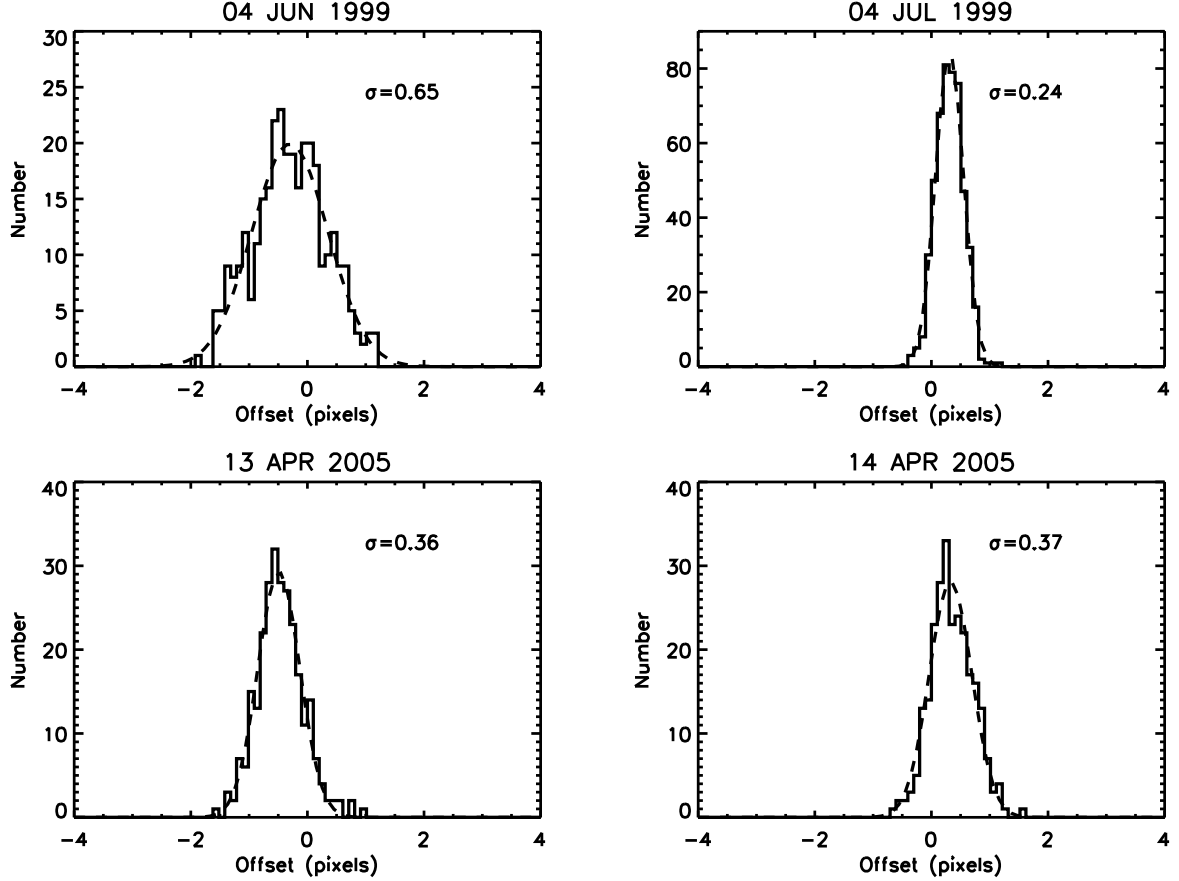 04 JUN 1999
30
25
20
15
10
5
0
Number
σ=0.65
−4 −2 0 2 4
Offset (pixels)
04 JUL 1999
80
60
40
20
0
Number
σ=0.24
−4 −2 0 2 4
Offset (pixels)
13 APR 2005
40
30
20
10
0
Number
σ=0.36
−4 −2 0 2 4
Offset (pixels)
14 APR 2005
40
30
20
10
0
Number
σ=0.37
−4 −2 0 2 4
Offset (pixels)